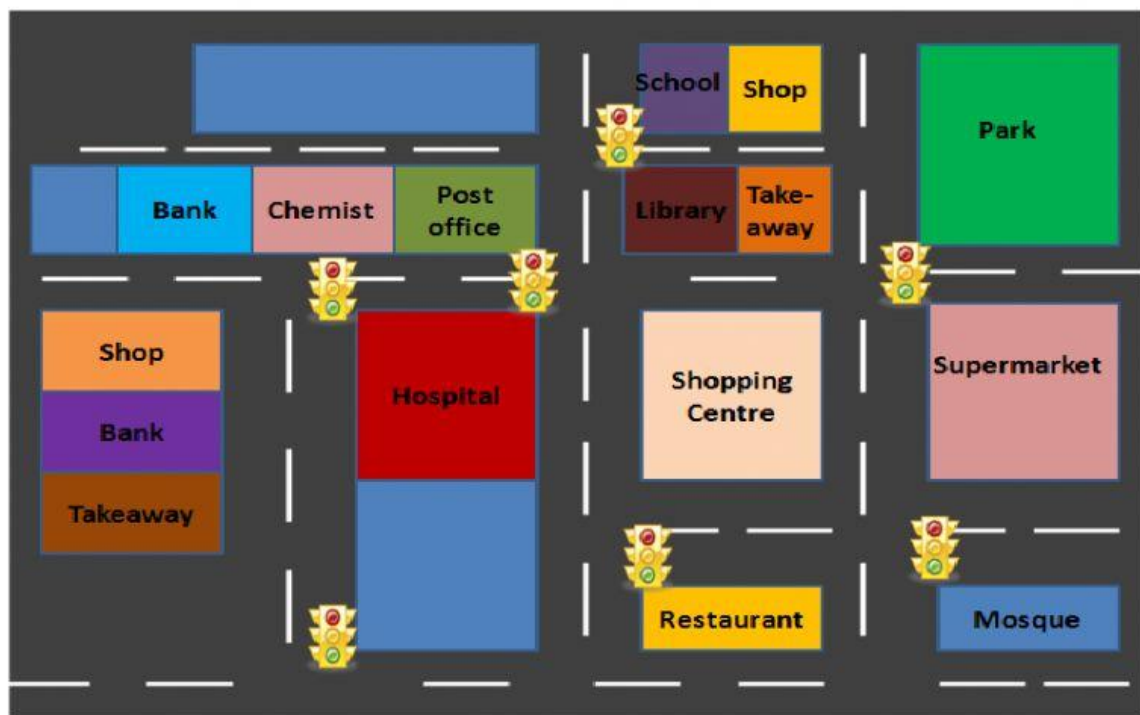 School
Shop
Park
Bank
Chemist
Post
office
Library
Take-
away
Shop
Bank
Takeaway
Hospital
Shopping
Centre
Supermarket
Restaurant
Mosque